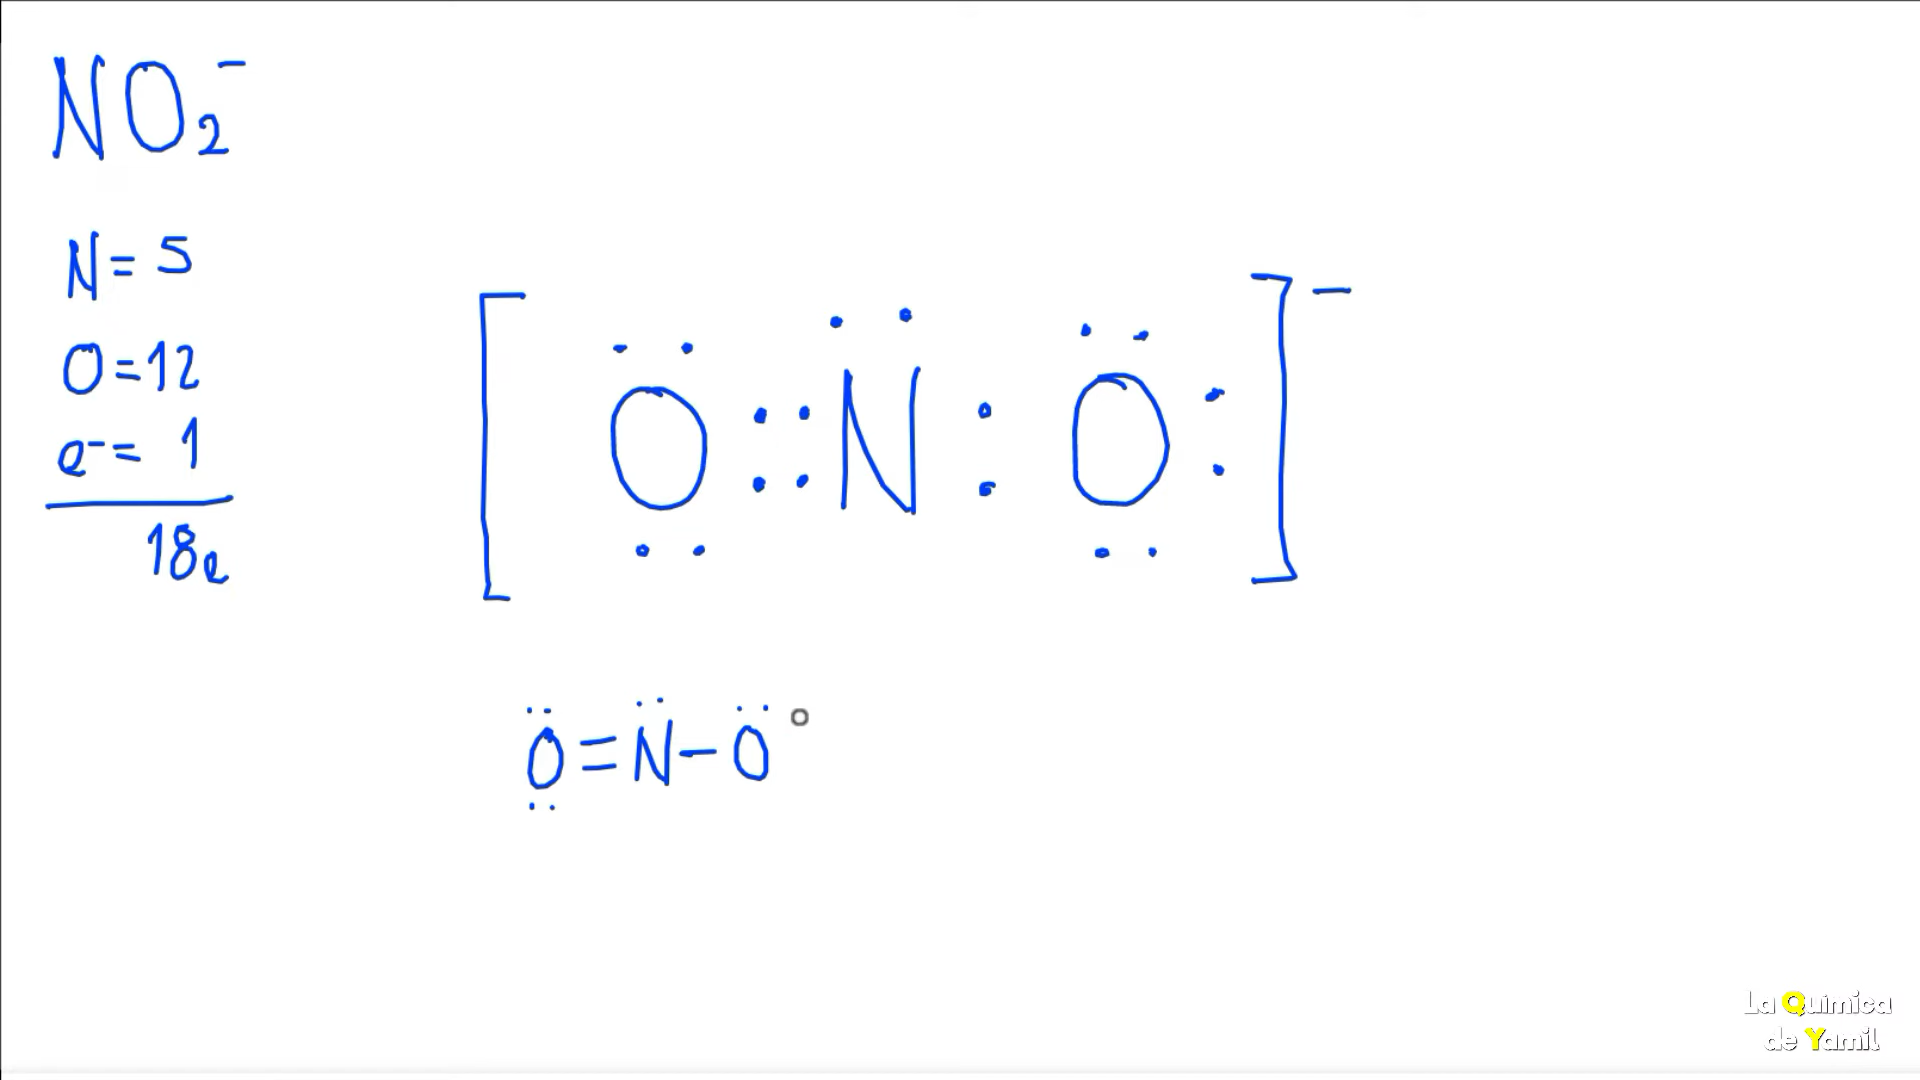 NO₂⁻
N = 5
O = 12
e⁻ = 1
18e
[ :Ö::N̈:Ö: ]⁻
O = N - O
La Química
de Yamil